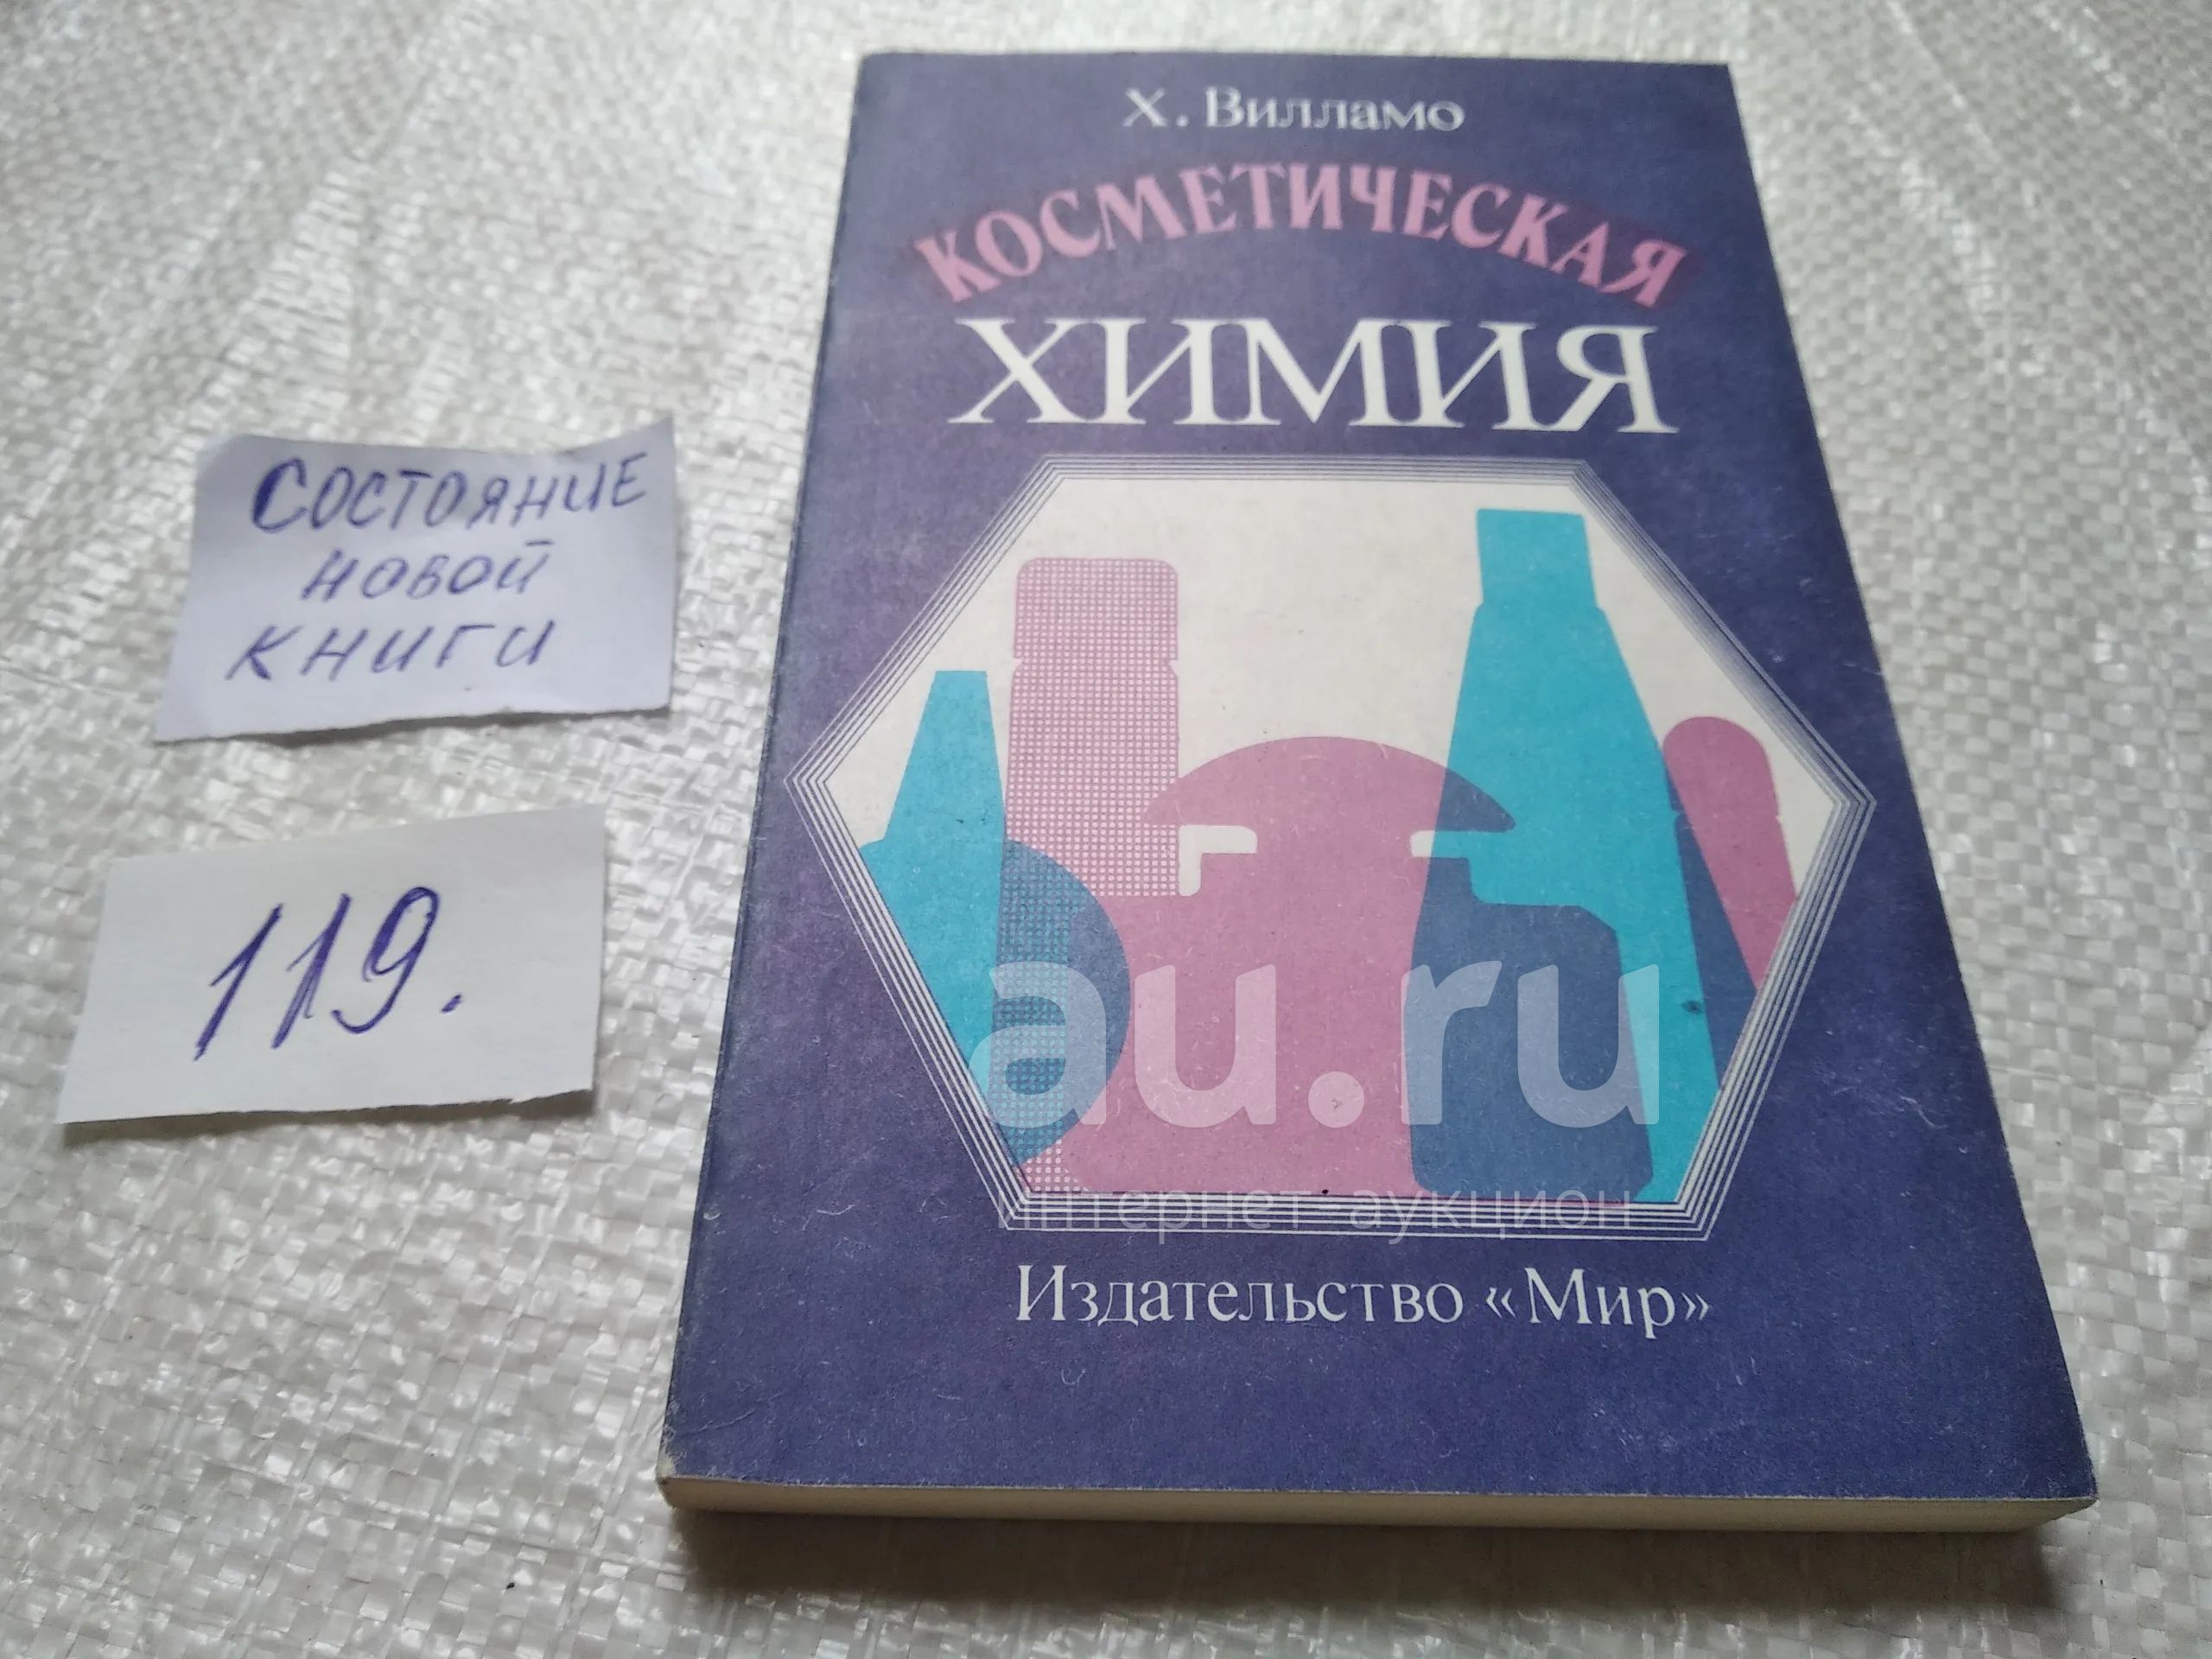 Х. Вилламо
КОСМЕТИЧЕСКАЯ
ХИМИЯ
СОСТОЯНИЕ
НОВОЙ
КНИГИ
119.
au.ru
интернет-аукцион
Издательство «Мир»